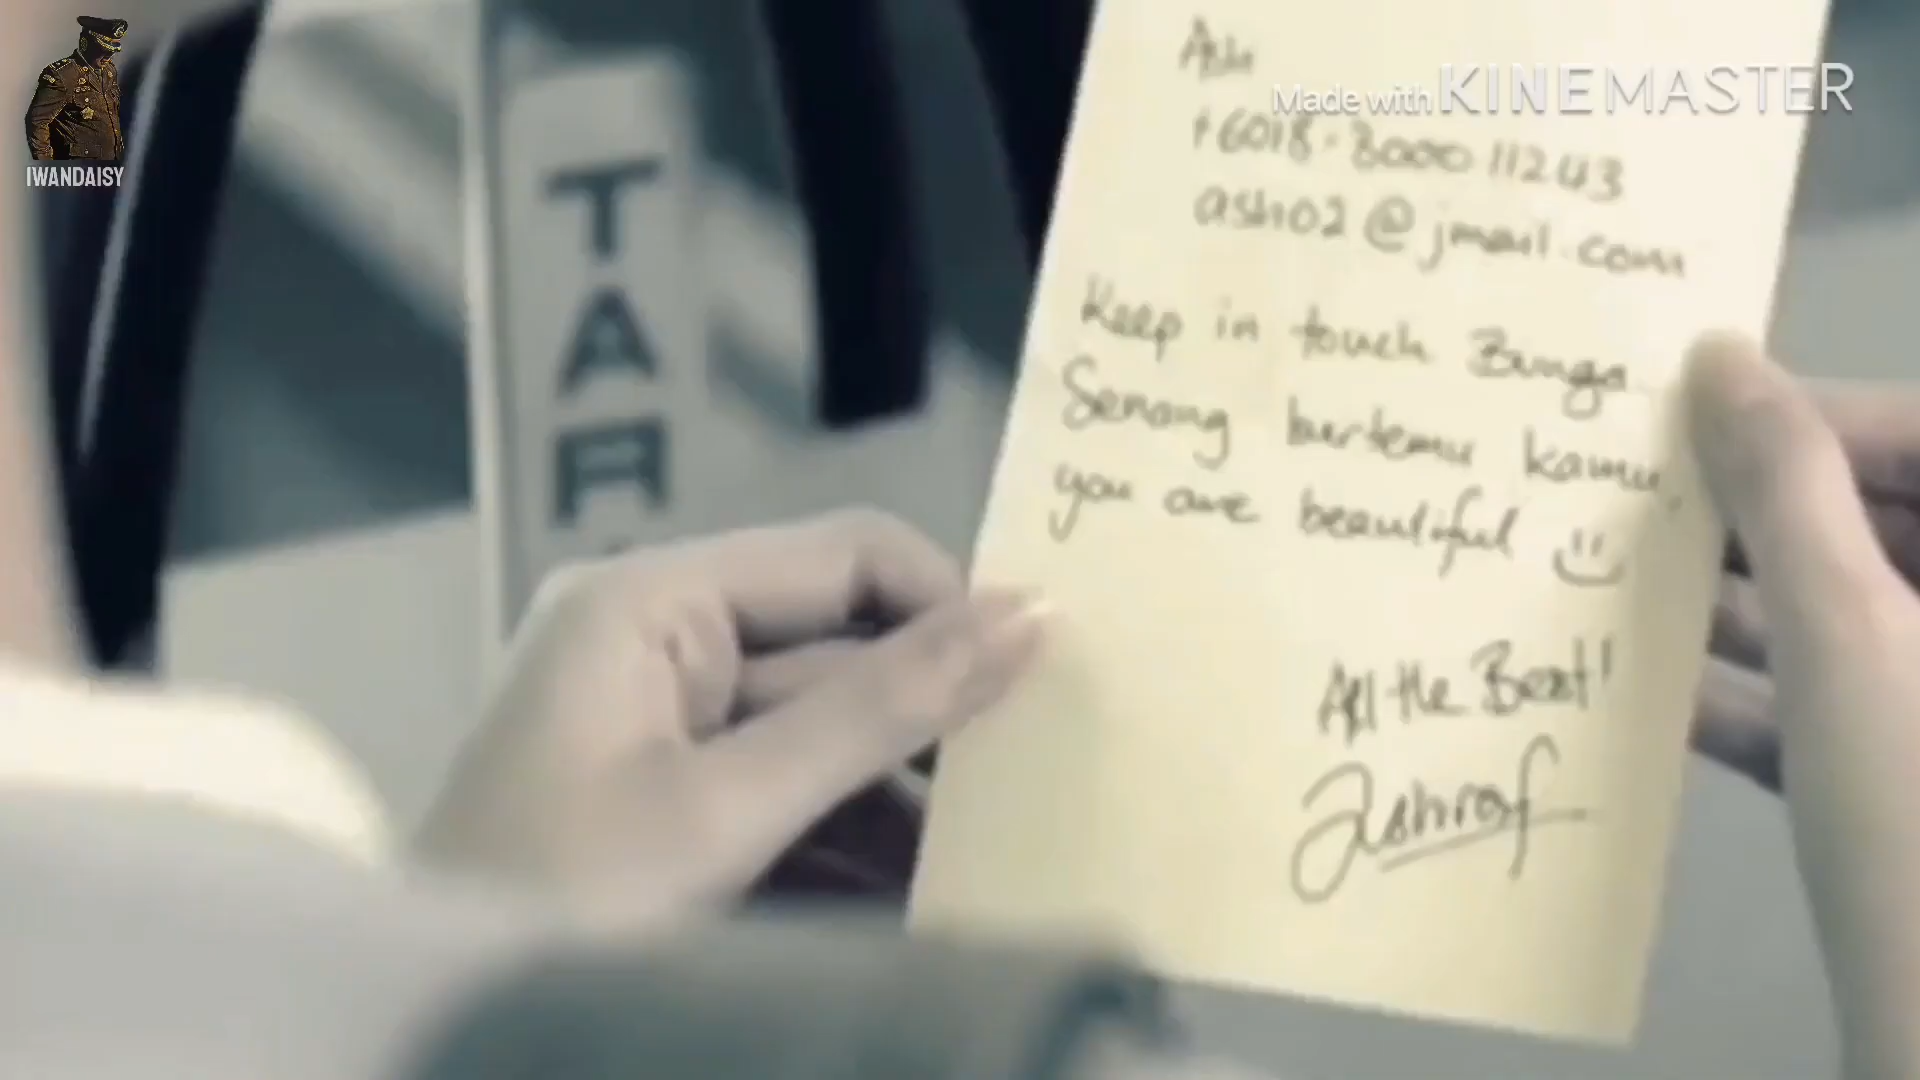 IWANDAISY
Made with KINEMASTER
TAR
Ash
+6018-3000 11243
ash02@jmail.com
Keep in touch Bunga
Senang bertemu kamu.
you are beautiful
All the Best!
Ashraf